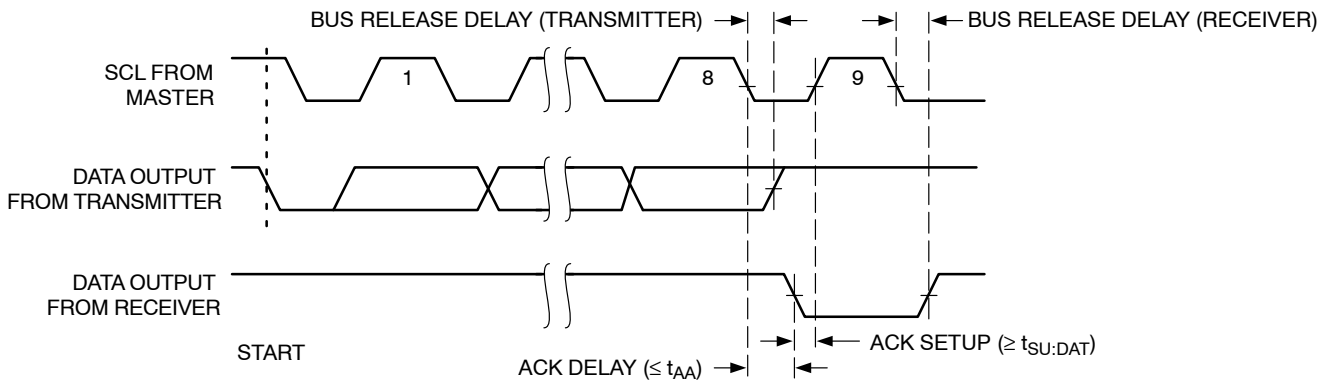 BUS RELEASE DELAY (TRANSMITTER)
BUS RELEASE DELAY (RECEIVER)
SCL FROM
MASTER
1
8
9
DATA OUTPUT
FROM TRANSMITTER
DATA OUTPUT
FROM RECEIVER
START
ACK SETUP (≥ tSU:DAT)
ACK DELAY (≤ tAA)